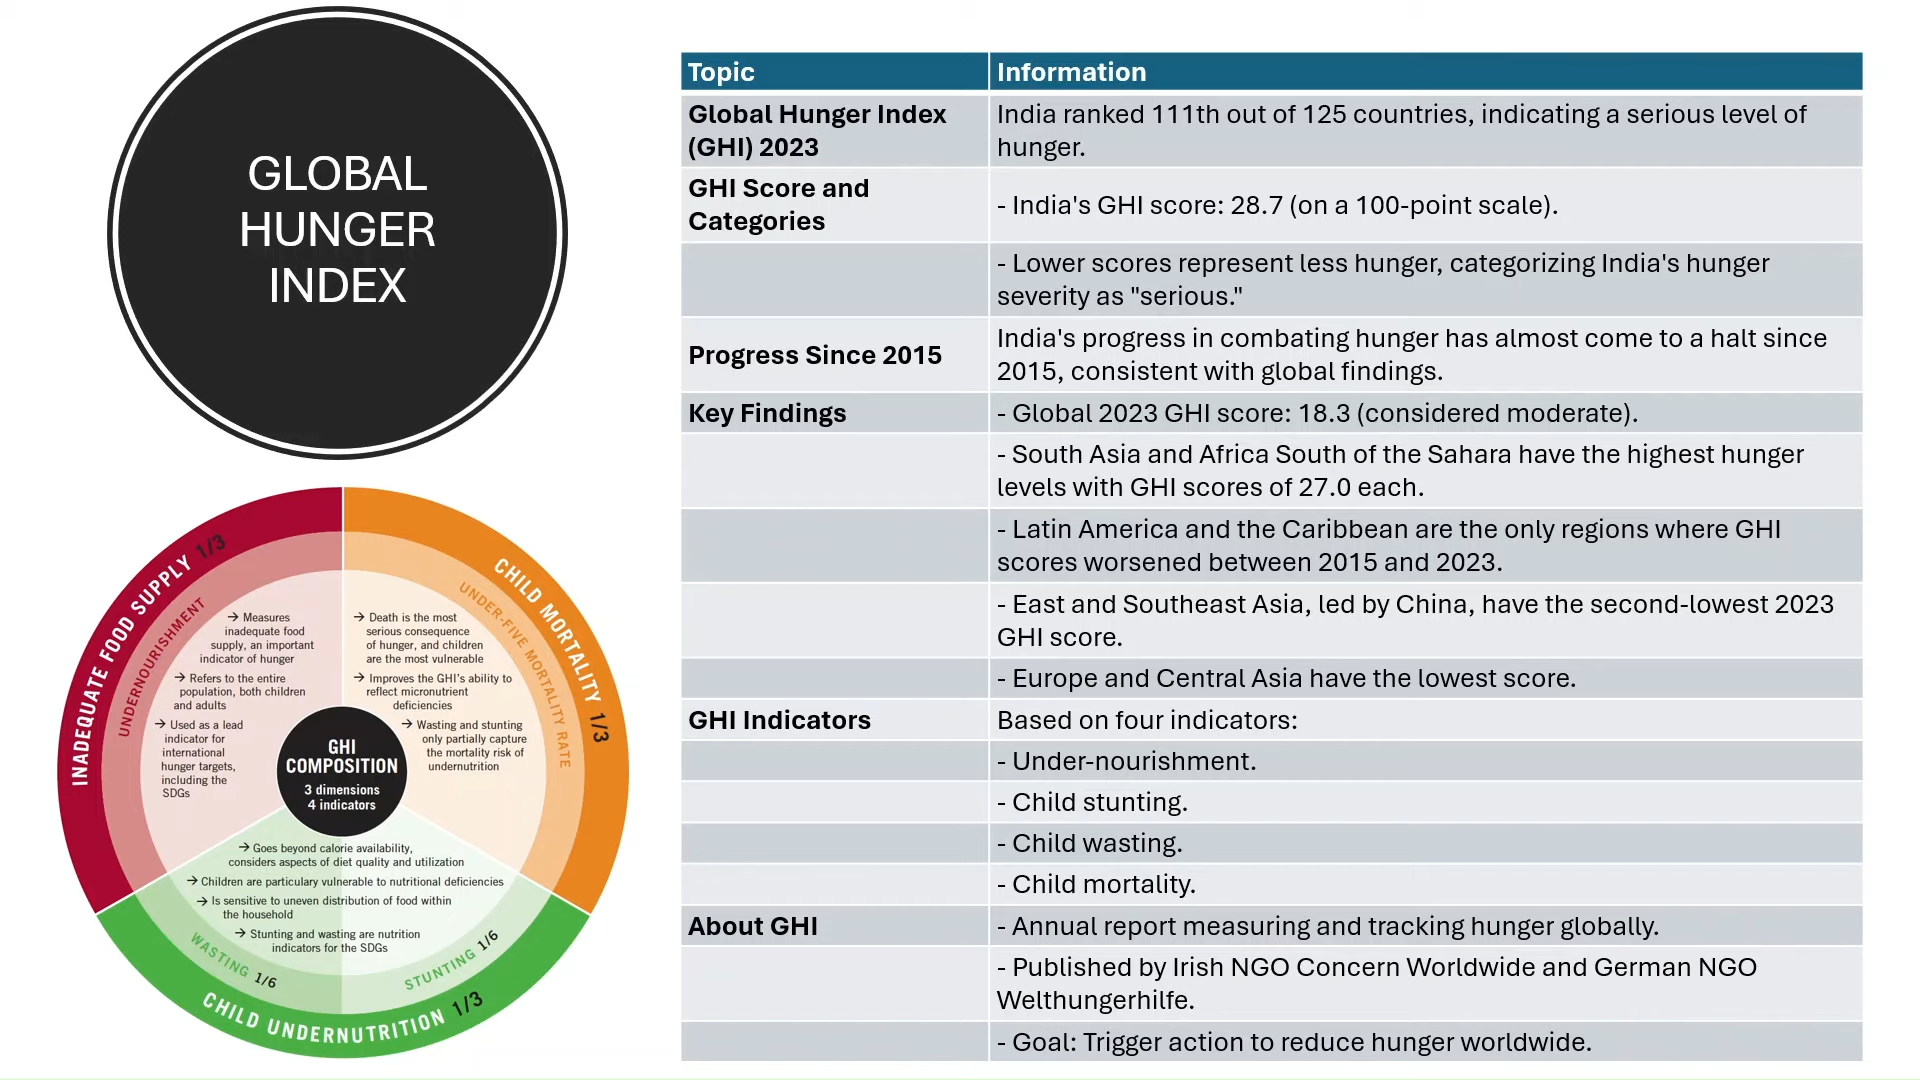 GLOBAL
HUNGER
INDEX
Topic
Information
Global Hunger Index
(GHI) 2023
India ranked 111th out of 125 countries, indicating a serious level of
hunger.
GHI Score and
Categories
- India's GHI score: 28.7 (on a 100-point scale).
- Lower scores represent less hunger, categorizing India's hunger
severity as "serious."
Progress Since 2015
India's progress in combating hunger has almost come to a halt since
2015, consistent with global findings.
Key Findings
- Global 2023 GHI score: 18.3 (considered moderate).
- South Asia and Africa South of the Sahara have the highest hunger
levels with GHI scores of 27.0 each.
- Latin America and the Caribbean are the only regions where GHI
scores worsened between 2015 and 2023.
- East and Southeast Asia, led by China, have the second-lowest 2023
GHI score.
- Europe and Central Asia have the lowest score.
GHI Indicators
Based on four indicators:
- Under-nourishment.
- Child stunting.
- Child wasting.
- Child mortality.
About GHI
- Annual report measuring and tracking hunger globally.
- Published by Irish NGO Concern Worldwide and German NGO
Welthungerhilfe.
- Goal: Trigger action to reduce hunger worldwide.
INADEQUATE FOOD SUPPLY 1/3
UNDERNOURISHMENT
→ Measures
inadequate food
supply, an important
indicator of hunger
→ Refers to the entire
population, both children
and adults
→ Used as a lead
indicator for
international
hunger targets,
including the
SDGs
CHILD MORTALITY 1/3
UNDER-FIVE MORTALITY RATE
→ Death is the most
serious consequence
of hunger, and children
are the most vulnerable
→ Improves the GHI's ability to
reflect micronutrient
deficiencies
→ Wasting and stunting
only partially capture
the mortality risk of
undernutrition
GHI
COMPOSITION
3 dimensions
4 indicators
→ Goes beyond calorie availability,
considers aspects of diet quality and utilization
→ Children are particulary vulnerable to nutritional deficiencies
→ Is sensitive to uneven distribution of food within
the household
→ Stunting and wasting are nutrition
indicators for the SDGs
WASTING 1/6
STUNTING 1/6
CHILD UNDERNUTRITION 1/3